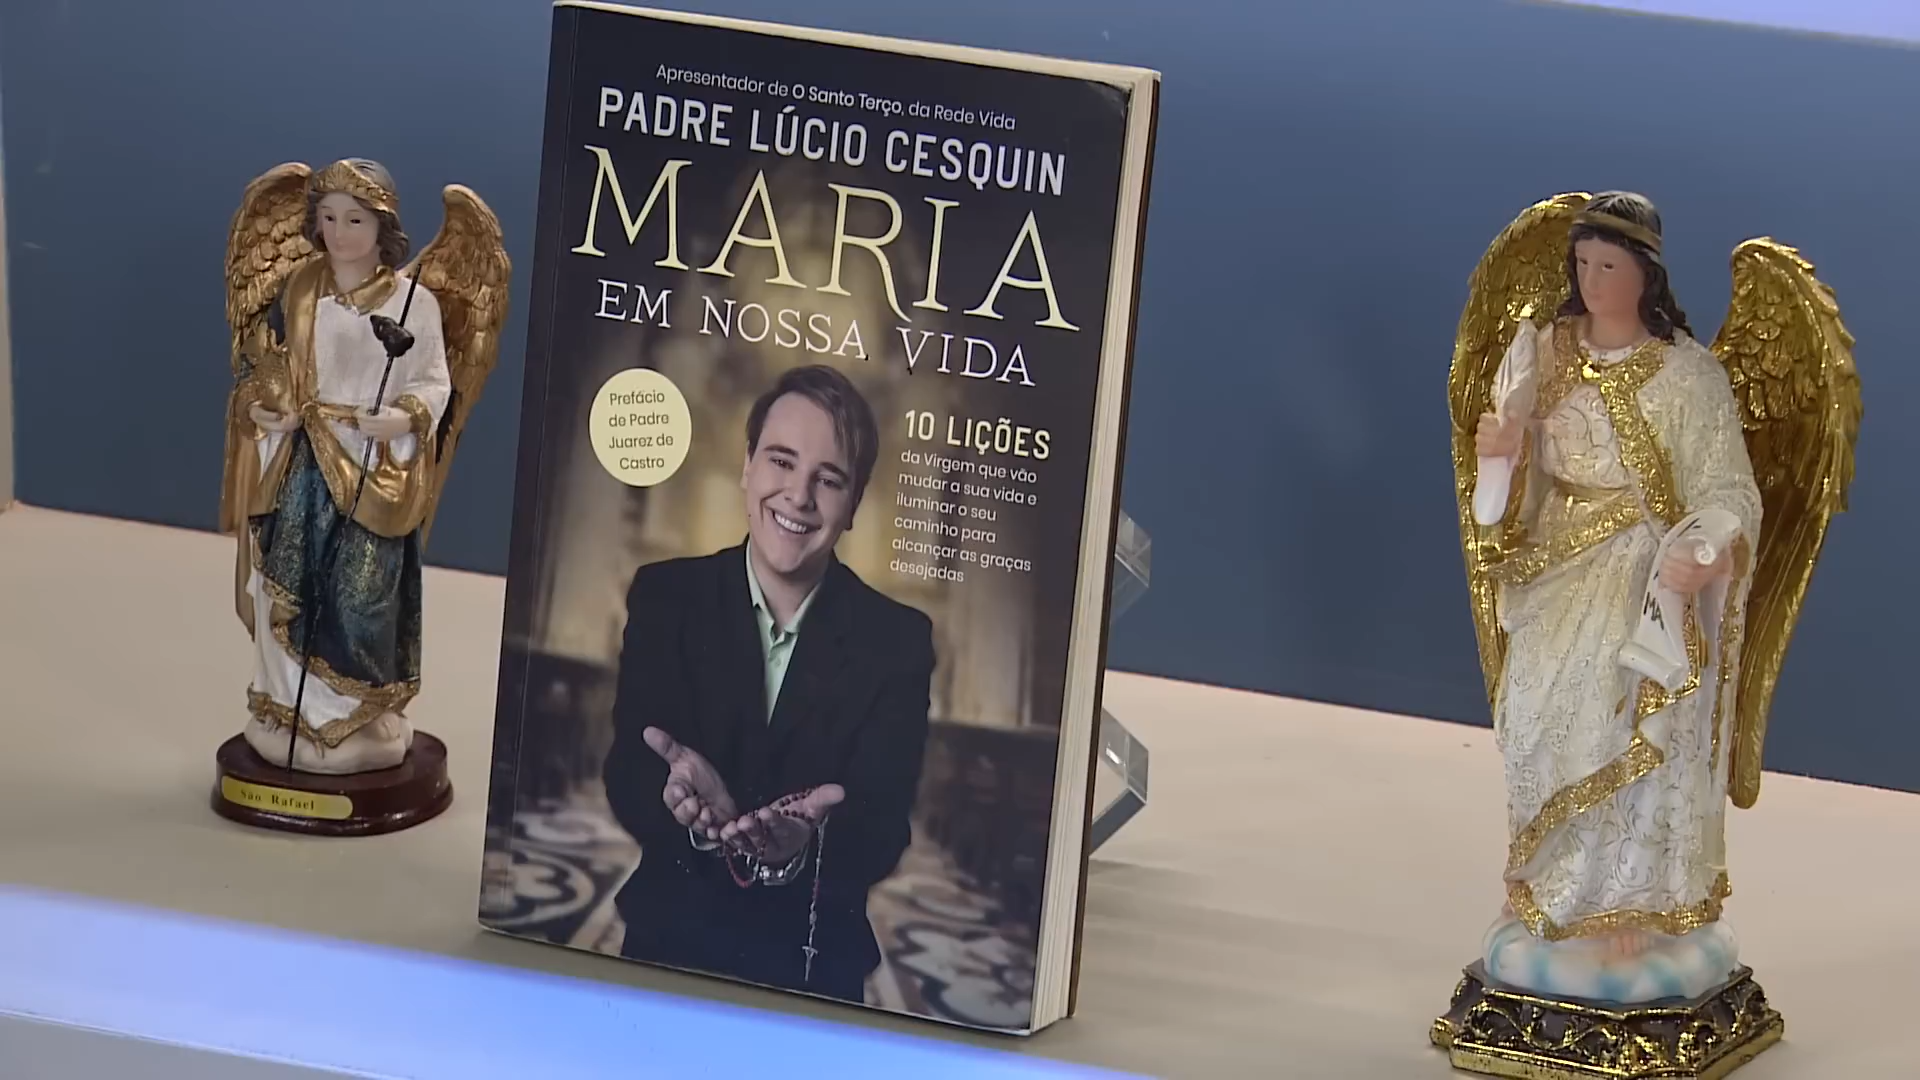 Apresentador de O Santo Terço, da Rede Vida
PADRE LÚCIO CESQUIN
MARIA
EM NOSSA VIDA
Prefácio
de Padre
Juarez de
Castro
10 LIÇÕES
da Virgem que vão
mudar a sua vida e
iluminar o seu
caminho para
alcançar as graças
desejadas
São Rafael